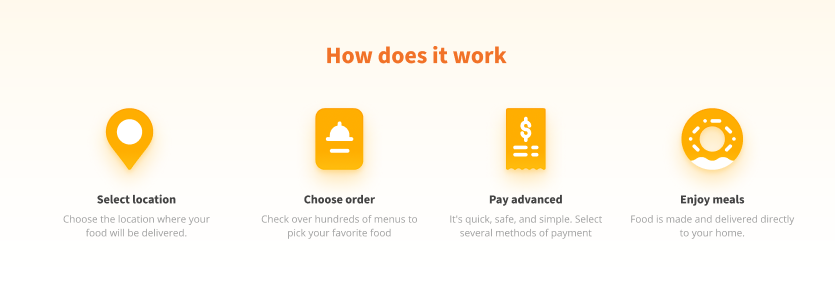 How does it work
$
Select location
Choose the location where your
food will be delivered.
Choose order
Check over hundreds of menus to
pick your favorite food
Pay advanced
It's quick, safe, and simple. Select
several methods of payment
Enjoy meals
Food is made and delivered directly
to your home.